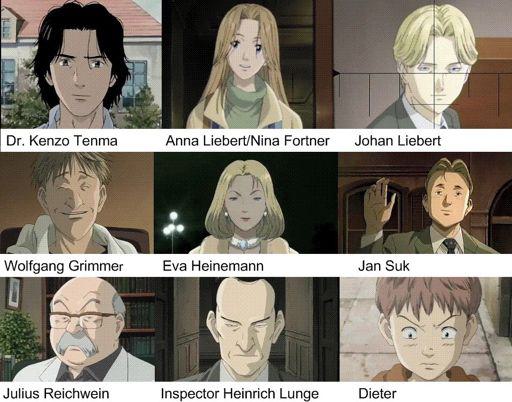 Dr. Kenzo Tenma
Anna Liebert/Nina Fortner
Johan Liebert
Wolfgang Grimmer
Eva Heinemann
Jan Suk
Julius Reichwein
Inspector Heinrich Lunge
Dieter